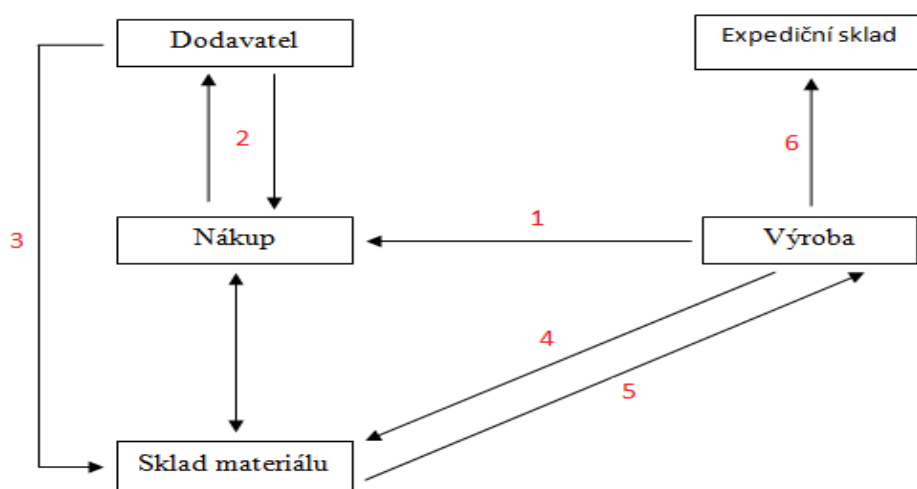 Dodavatel
Expediční sklad
2
6
3
Nákup
1
Výroba
4
5
Sklad materiálu